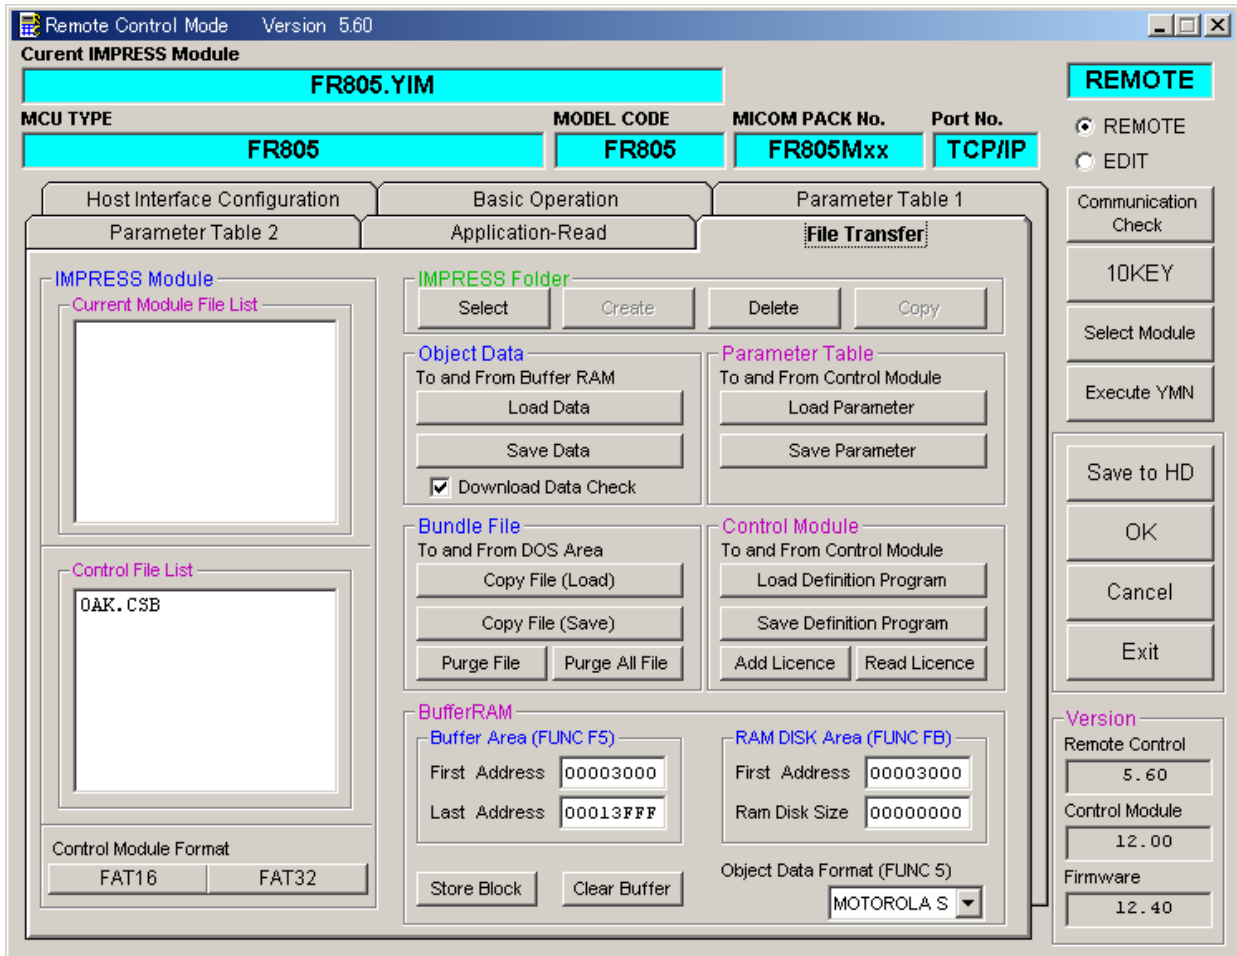 Remote Control Mode Version 5.60
Curent IMPRESS Module
FR805.YIM
REMOTE
MCU TYPE MODEL CODE MICOM PACK No. Port No.
FR805 FR805 FR805Mxx TCP/IP
REMOTE
EDIT
Host Interface Configuration Basic Operation Parameter Table 1
Parameter Table 2 Application-Read File Transfer
Communication
Check
10KEY
Select Module
Execute YMN
Save to HD
OK
Cancel
Exit
IMPRESS Module
Current Module File List
Control File List
OAK.CSB
Control Module Format
FAT16 FAT32
IMPRESS Folder
Select Create Delete Copy
Object Data
To and From Buffer RAM
Load Data
Save Data
Download Data Check
Parameter Table
To and From Control Module
Load Parameter
Save Parameter
Bundle File
To and From DOS Area
Copy File (Load)
Copy File (Save)
Purge File Purge All File
Control Module
To and From Control Module
Load Definition Program
Save Definition Program
Add Licence Read Licence
BufferRAM
Buffer Area (FUNC F5)
First Address 00003000
Last Address 00013FFF
RAM DISK Area (FUNC FB)
First Address 00003000
Ram Disk Size 00000000
Store Block Clear Buffer
Object Data Format (FUNC 5)
MOTOROLA S
Version
Remote Control
5.60
Control Module
12.00
Firmware
12.40